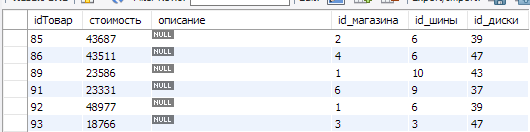 idТовар стоимость описание id_магазина id_шины id_диски
85 43687 NULL 2 6 39
86 43511 NULL 4 6 47
89 23586 NULL 1 10 43
91 23331 NULL 6 9 37
92 48977 NULL 1 6 39
93 18766 NULL 3 3 47